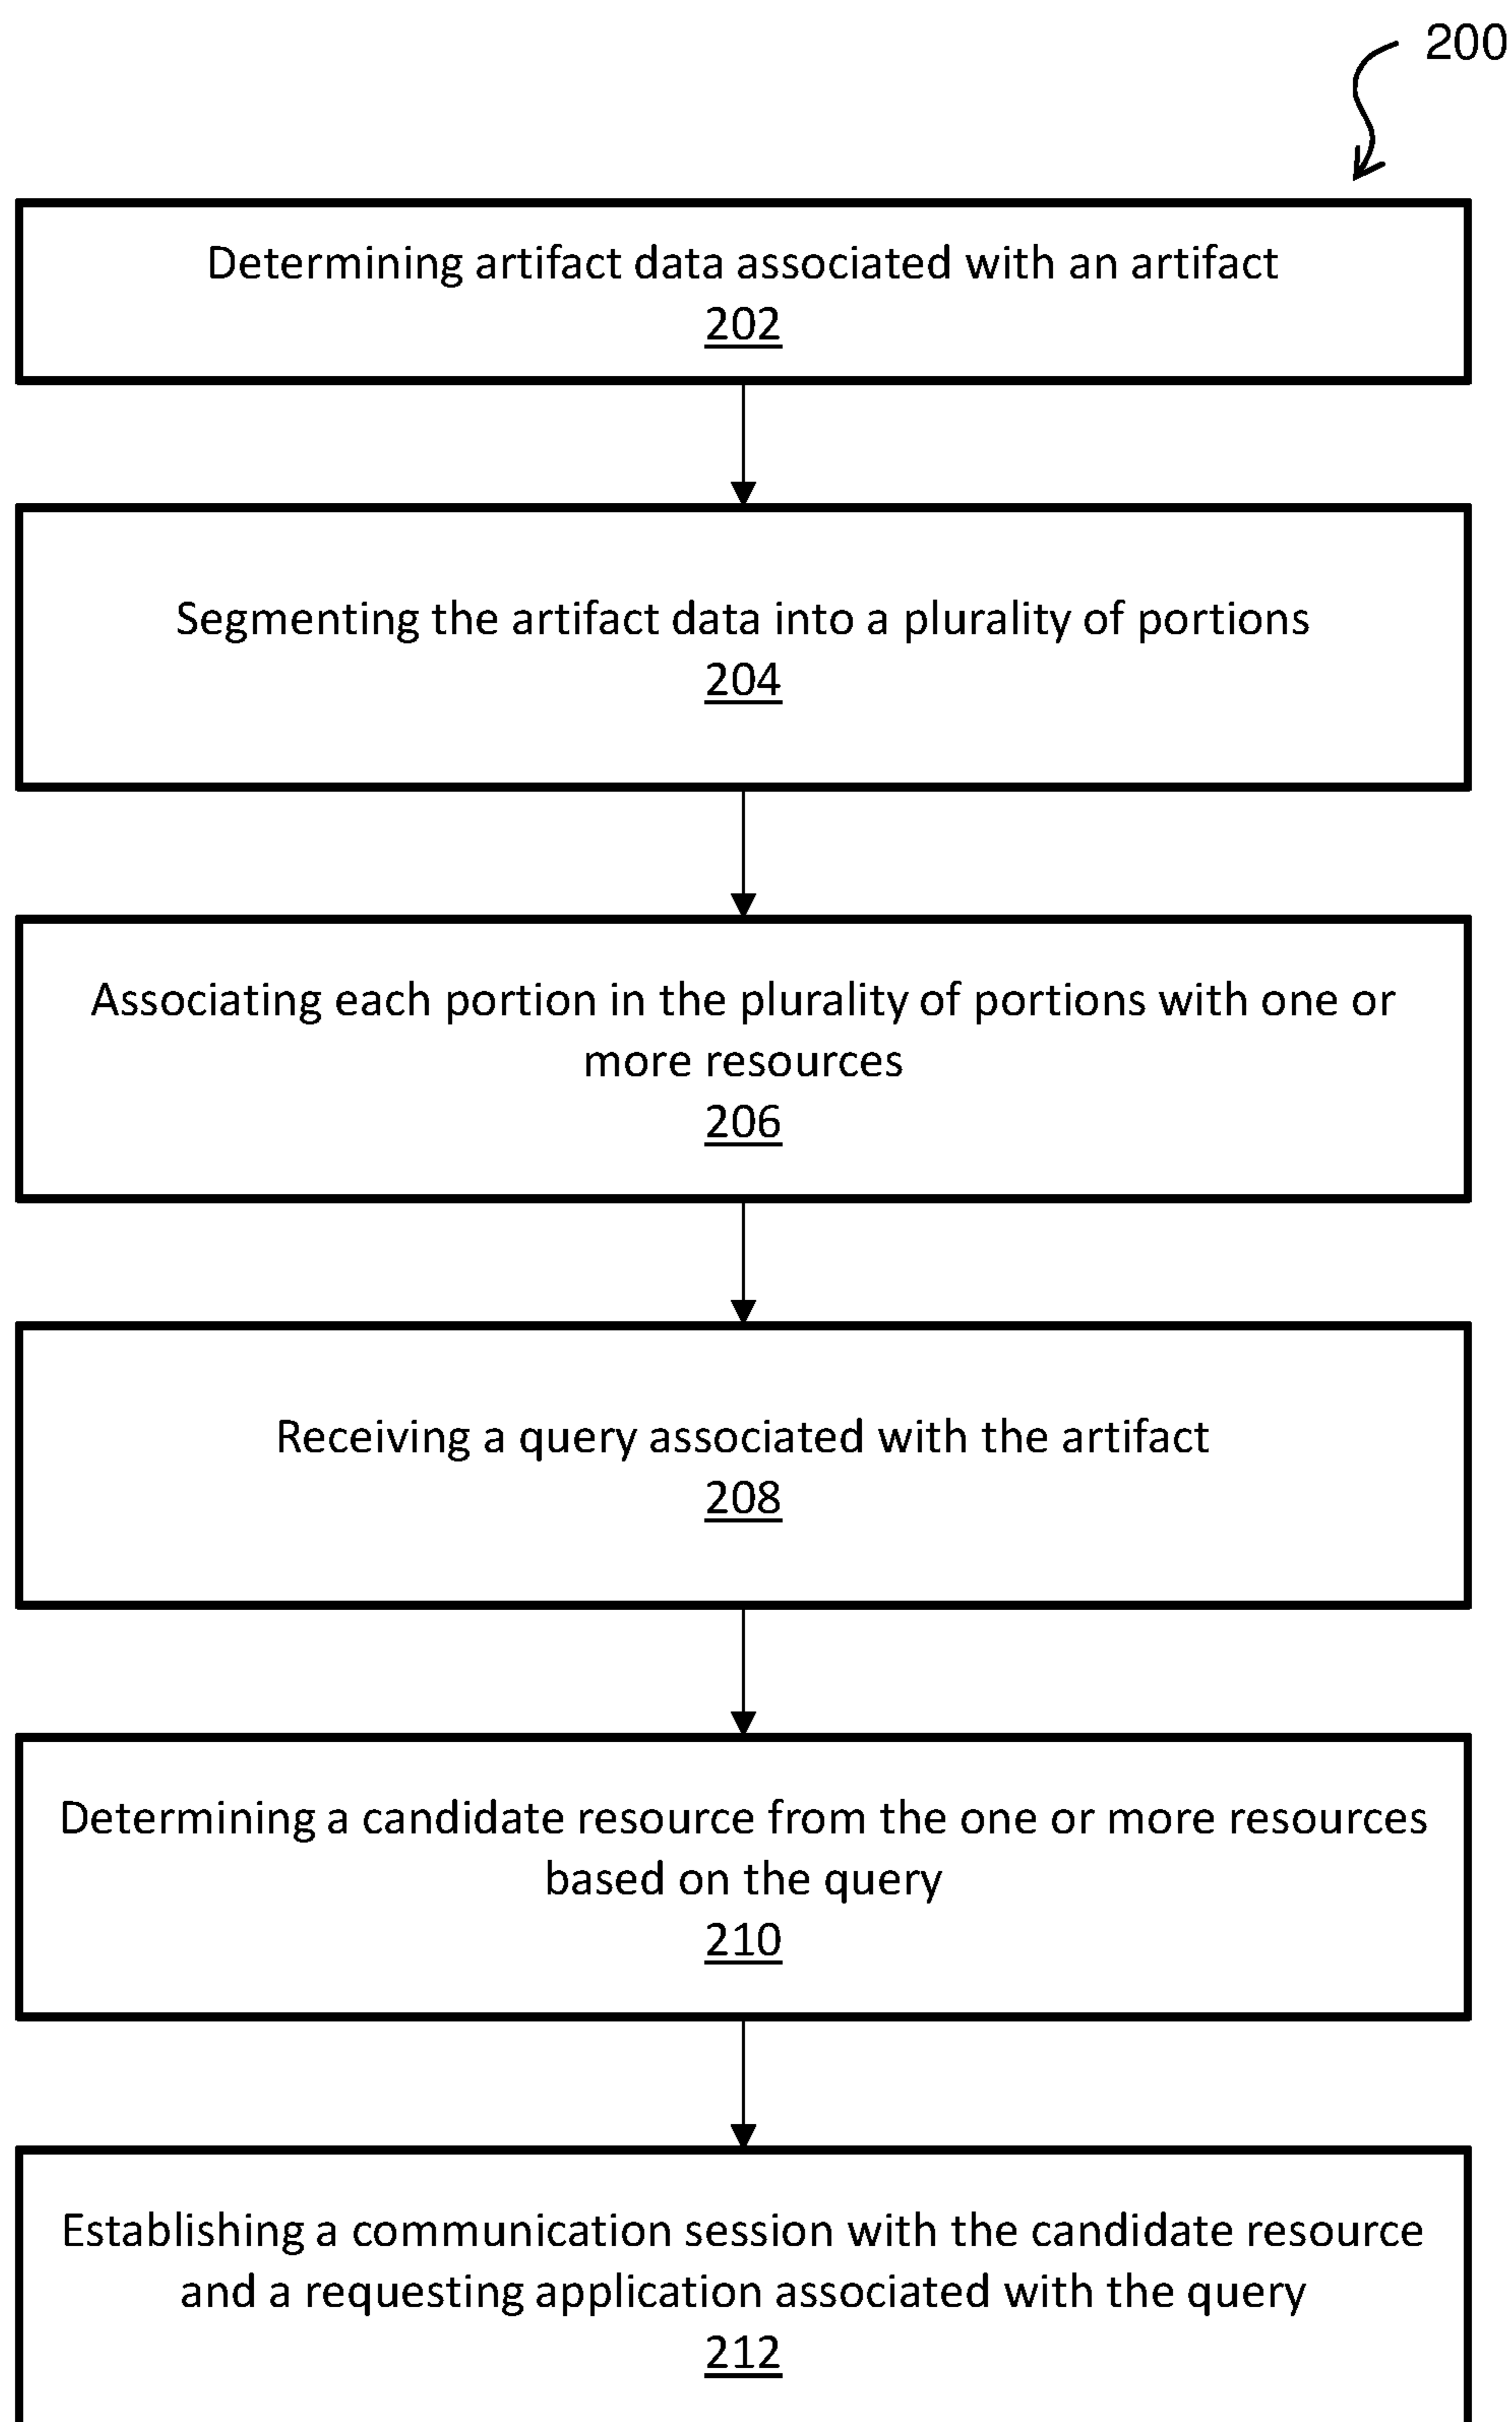 200
Determining artifact data associated with an artifact
202
Segmenting the artifact data into a plurality of portions
204
Associating each portion in the plurality of portions with one or
more resources
206
Receiving a query associated with the artifact
208
Determining a candidate resource from the one or more resources
based on the query
210
Establishing a communication session with the candidate resource
and a requesting application associated with the query
212